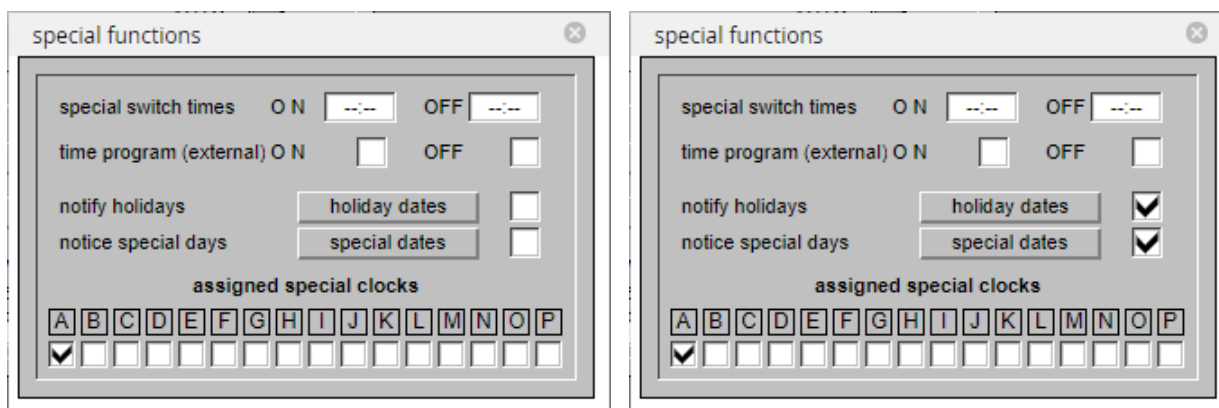 special functions
special switch times O N --:-- OFF --:--
time program (external) O N OFF
notify holidays holiday dates
notice special days special dates
assigned special clocks
A B C D E F G H I J K L M N O P
special functions
special switch times O N --:-- OFF --:--
time program (external) O N OFF
notify holidays holiday dates
notice special days special dates
assigned special clocks
A B C D E F G H I J K L M N O P